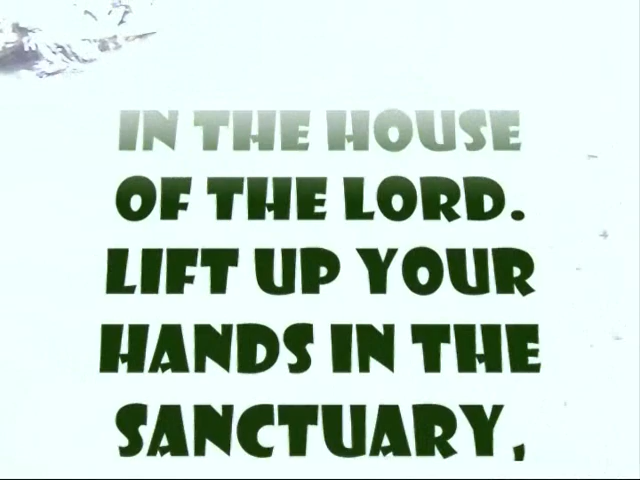 IN THE HOUSE
OF THE LORD.
LIFT UP YOUR
HANDS IN THE
SANCTUARY,